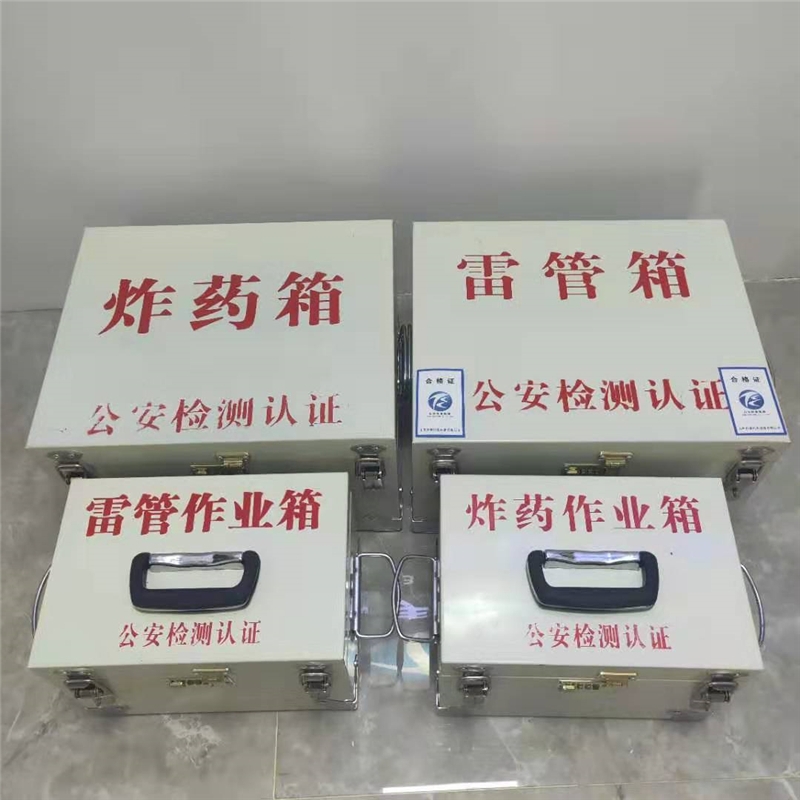 炸药箱
公安检测认证
雷管箱
合格证
公安检测认证
合格证
雷管作业箱
公安检测认证
炸药作业箱
公安检测认证